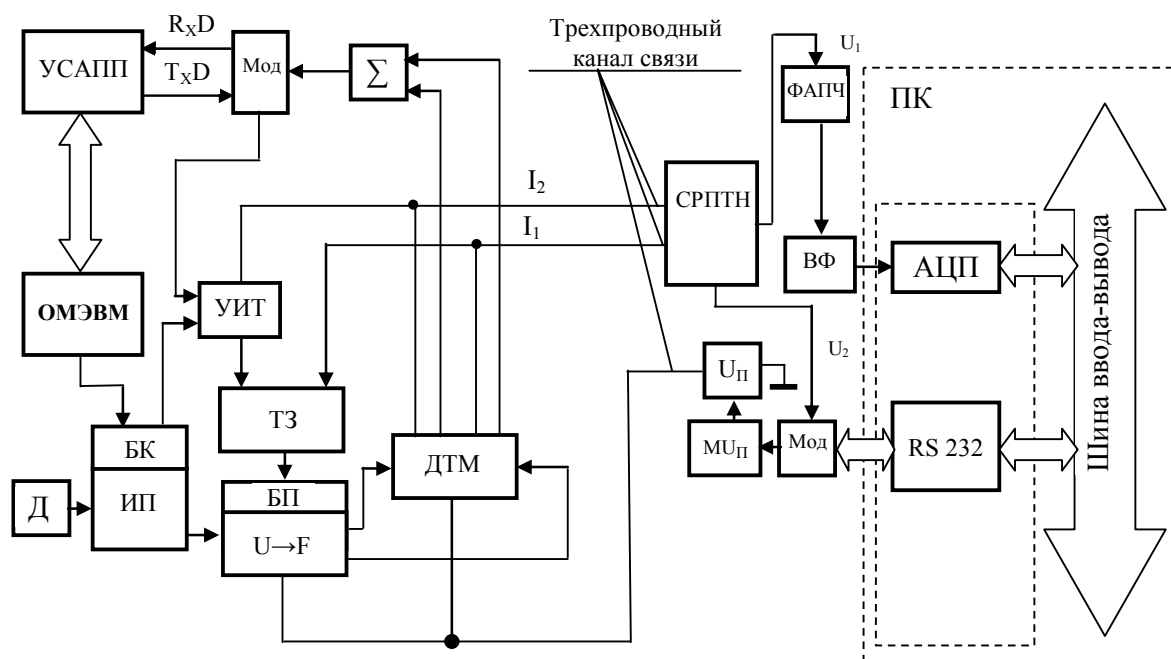 RXD
УСАПП
TXD
Мод
∑
Трехпроводный
канал связи
U1
ФАПЧ
ПК
I2
I1
СРПТН
ВФ
АЦП
Шина ввода-вывода
ОМЭВМ
УИТ
U2
UП
ТЗ
БК
ИП
Д
ДТМ
MUП
Мод
RS 232
БП
U→F